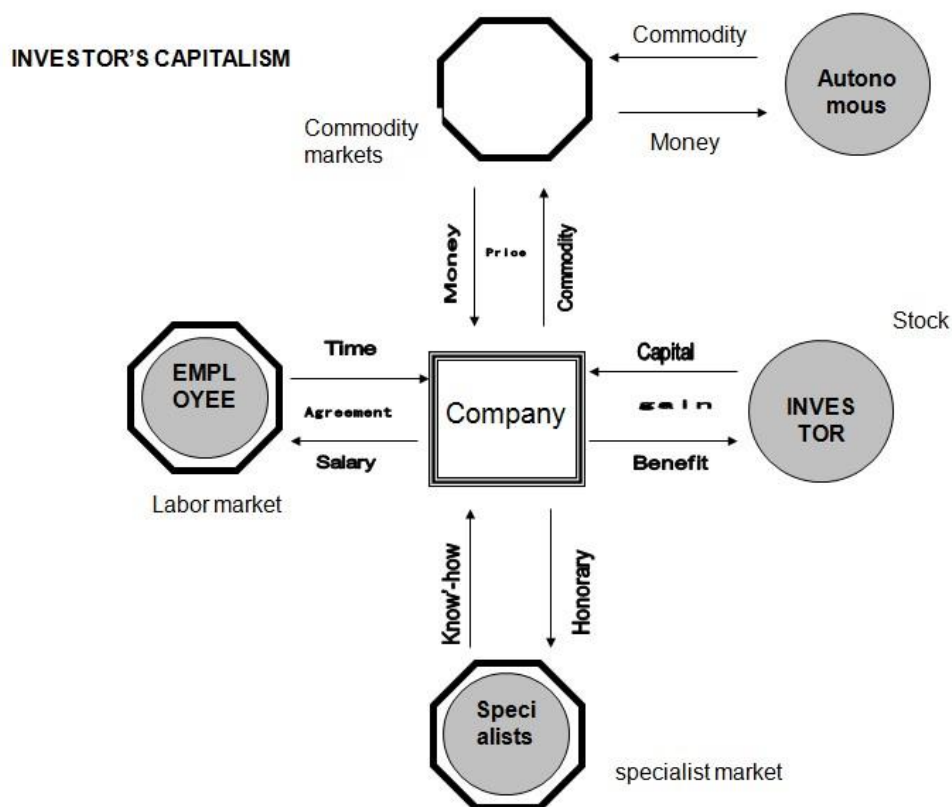 INVESTOR'S CAPITALISM
Commodity
Autono
mous
Money
Commodity
markets
Money
Price
Commodity
Stock
Time
Capital
EMPL
OYEE
Agreement
Company
gain
INVES
TOR
Salary
Benefit
Labor market
Know'-how
Honorary
Speci
alists
specialist market